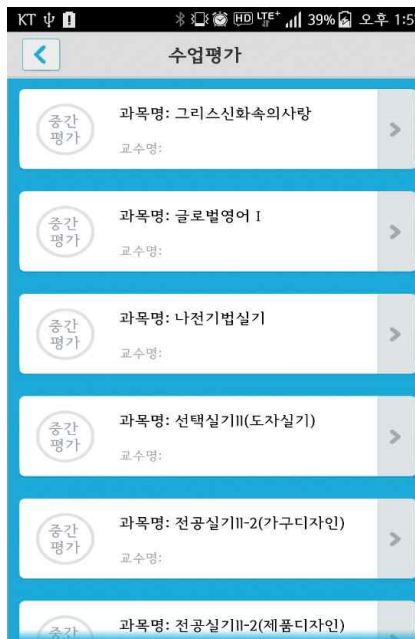 KT HD LTE+ 39% 오후 1:5
수업평가
중간
평가
과목명: 그리스신화속의사랑
교수명:
중간
평가
과목명: 글로벌영어 I
교수명:
중간
평가
과목명: 나전기법실기
교수명:
중간
평가
과목명: 선택실기II(도자실기)
교수명:
중간
평가
과목명: 전공실기II-2(가구디자인)
교수명:
중간
과목명: 전공실기II-2(제품디자인)